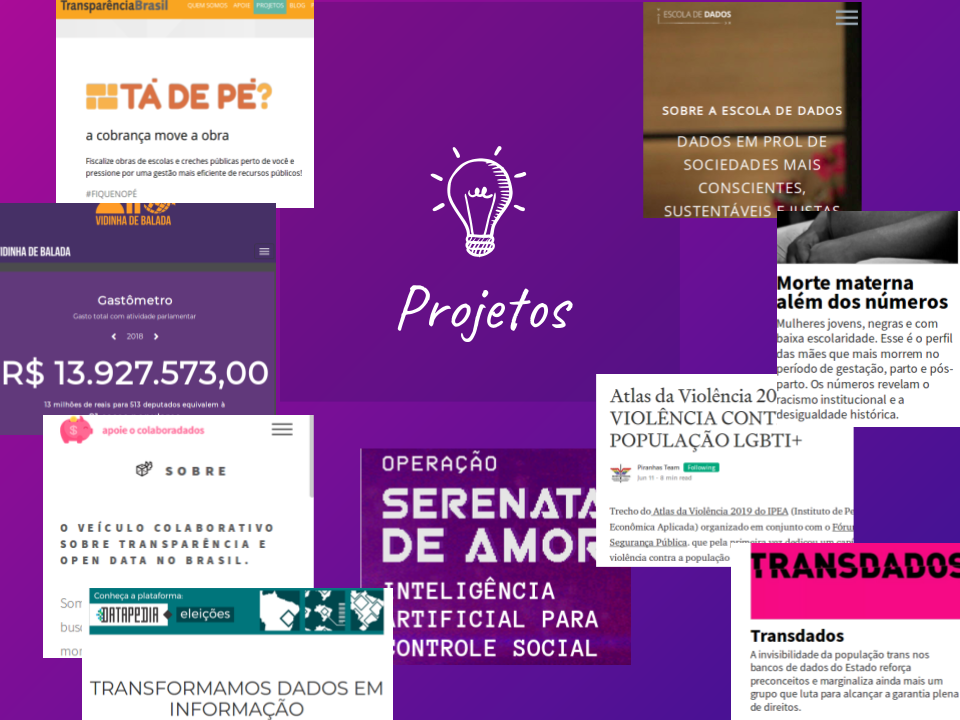 TransparênciaBrasil
QUEM SOMOS APOIE PROJETOS BLOG
TÁ DE PÉ?
a cobrança move a obra
Fiscalize obras de escolas e creches públicas perto de você e
pressione por uma gestão mais eficiente de recursos públicos!
#FIQUENOPÉ
ESCOLA DE DADOS
SOBRE A ESCOLA DE DADOS
DADOS EM PROL DE
SOCIEDADES MAIS
CONSCIENTES,
SUSTENTÁVEIS E JUSTAS
VIDINHA DE BALADA
IDINHA DE BALADA
Gastômetro
Gasto total com atividade parlamentar
2018
R$ 13.927.573,00
13 milhões de reais para 513 deputados equivalem à
Projetos
Morte materna
além dos números
Mulheres jovens, negras e com
baixa escolaridade. Esse é o perfil
das mães que mais morrem no
período de gestação, parto e pós-
parto. Os números revelam o
racismo institucional e a
desigualdade histórica.
Atlas da Violência 20
VIOLÊNCIA CONT
POPULAÇÃO LGBTI+
Piranhas Team Following
Jun 11 · 8 min read
Trecho do Atlas da Violência 2019 do IPEA (Instituto de Pe
Econômica Aplicada) organizado em conjunto com o Fóru
Segurança Pública, que pela primeira vez dedicou um capí
violência contra a população
apoie o colaboradados
SOBRE
O VEÍCULO COLABORATIVO
SOBRE TRANSPARÊNCIA E
OPEN DATA NO BRASIL.
Som
busc
mor
OPERAÇÃO
SERENATA
DE AMOR
INTELIGÊNCIA
ARTIFICIAL PARA
CONTROLE SOCIAL
Conheça a plataforma:
DATAPEDIA eleições
TRANSFORMAMOS DADOS EM
INFORMAÇÃO
TRANSDADOS
Transdados
A invisibilidade da população trans nos
bancos de dados do Estado reforça
preconceitos e marginaliza ainda mais um
grupo que luta para alcançar a garantia plena
de direitos.